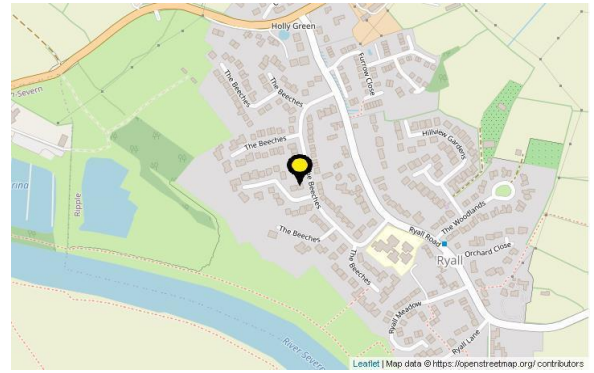 Holly Green
The Beeches
The Beeches
Furrow Close
The Beeches
Hillview Gardens
The Beeches
The Woodlands
Ripple
The Beeches
Ryall Road
Orchard Close
The Beeches
Ryall
Ryall Meadow
River Severn
Ryall Lane
Leaflet | Map data © https://openstreetmap.org/ contributors